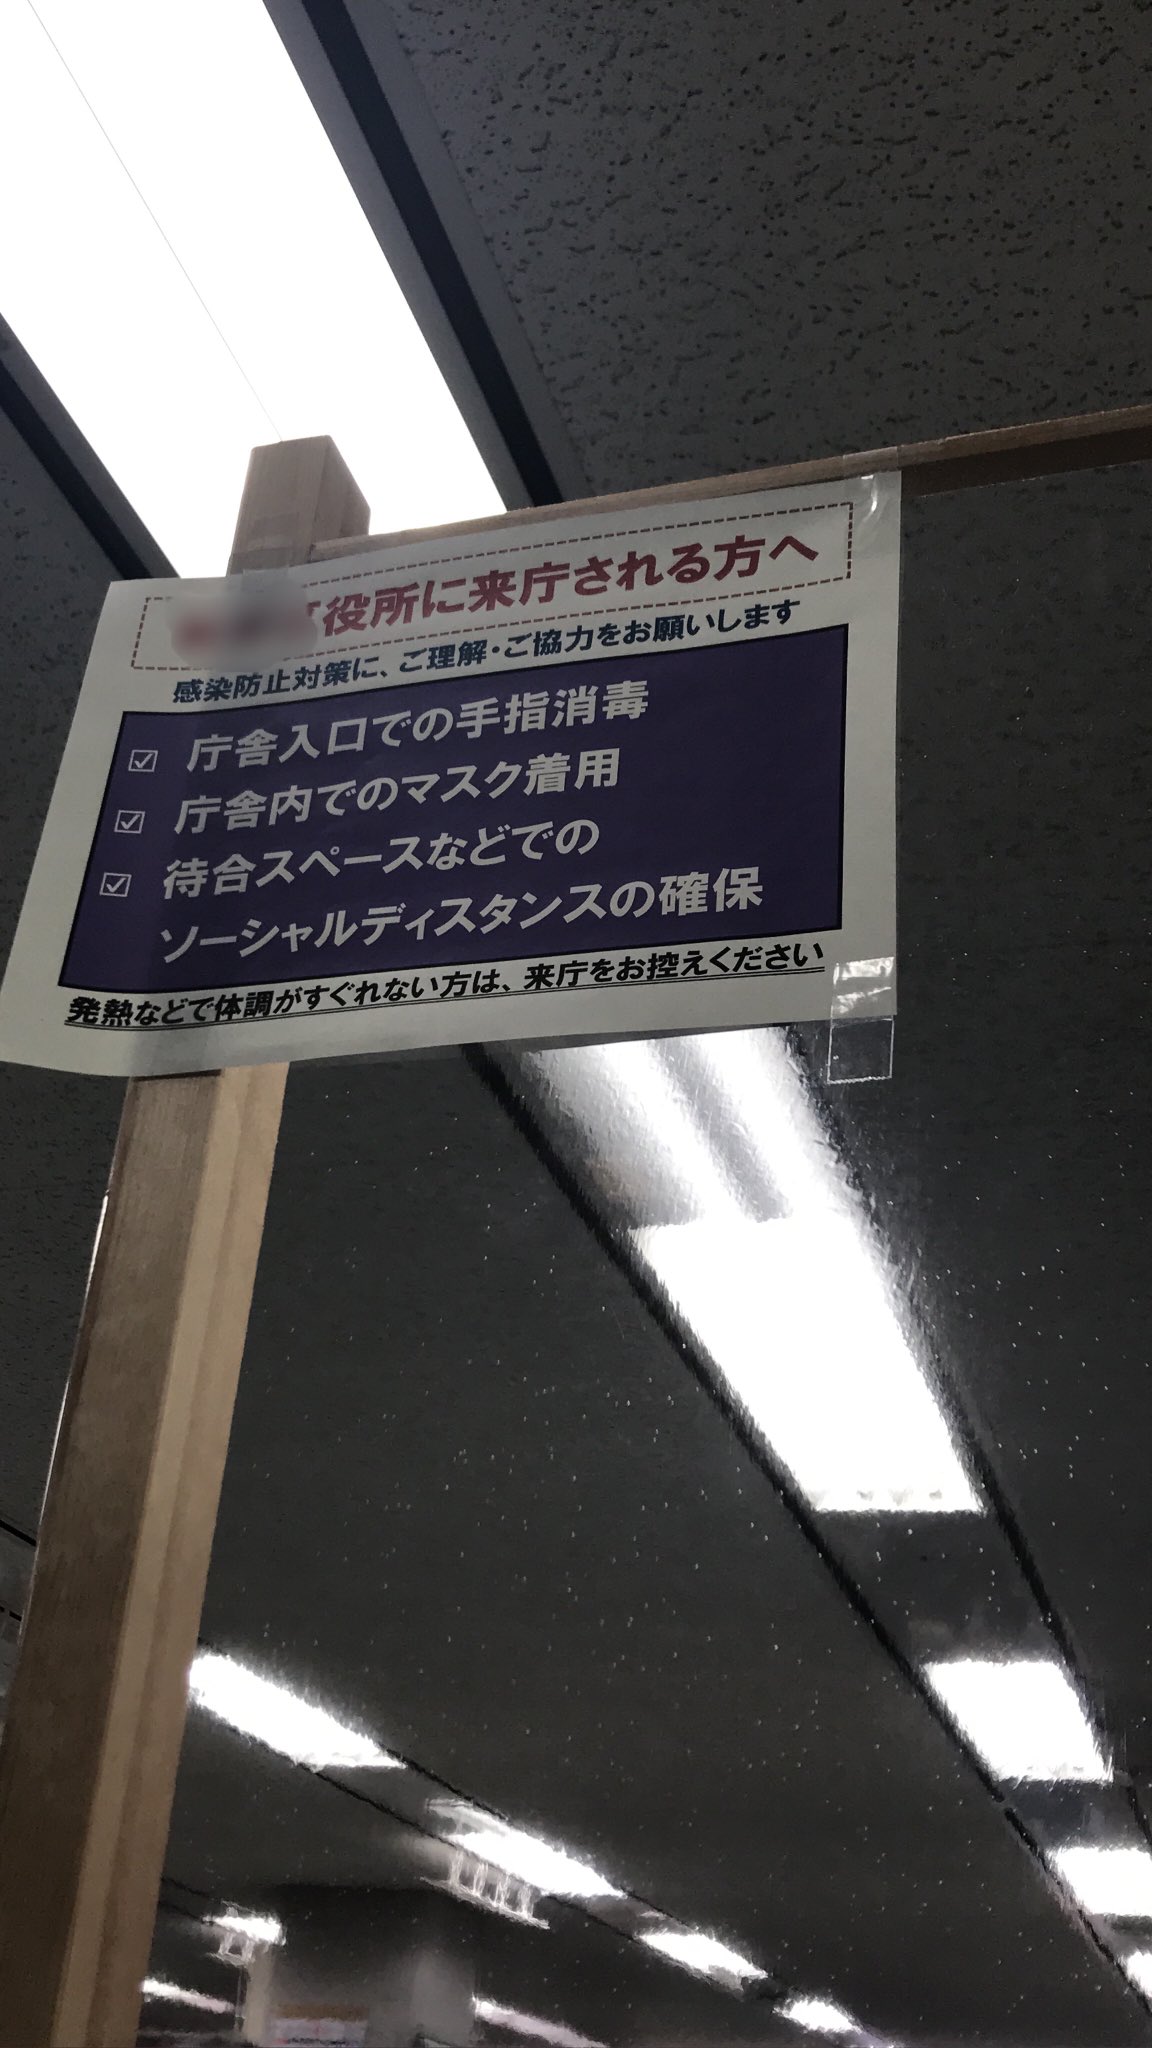 役所に来庁される方へ
感染防止対策に、ご理解・ご協力をお願いします
☑ 庁舎入口での手指消毒
☑ 庁舎内でのマスク着用
☑ 待合スペースなどでの
ソーシャルディスタンスの確保
発熱などで体調がすぐれない方は、来庁をお控えください